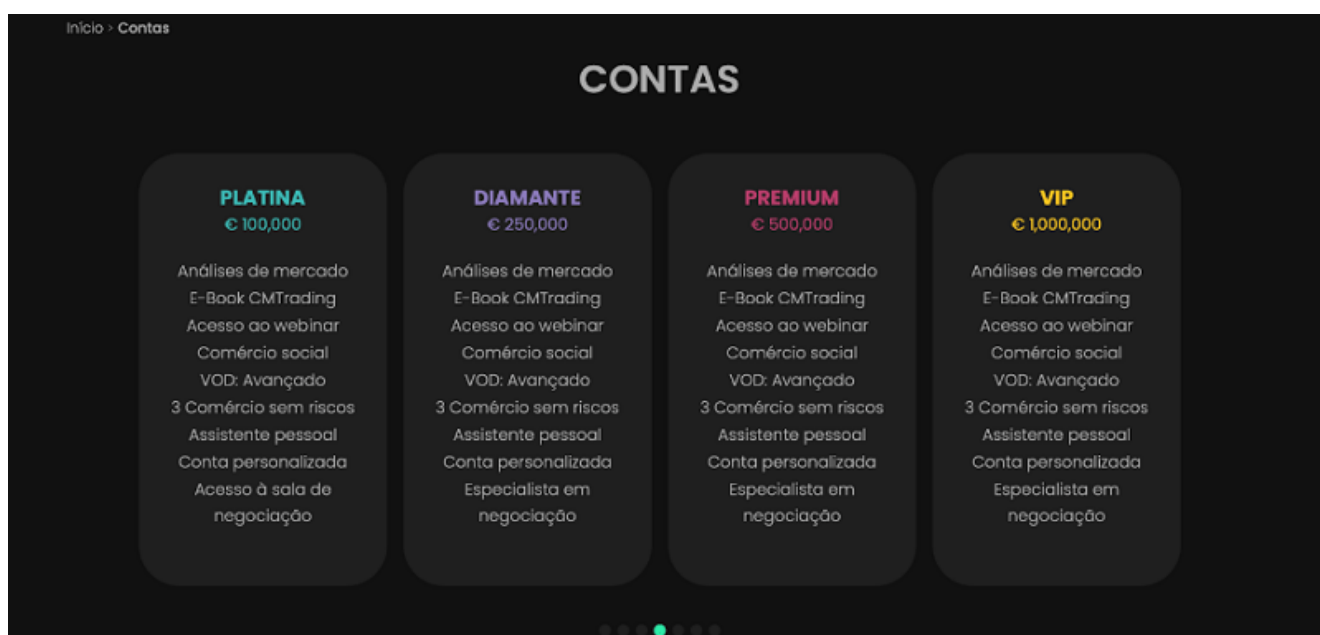 Início > Contas
CONTAS
PLATINA
€ 100,000
Análises de mercado
E-Book CMTrading
Acesso ao webinar
Comércio social
VOD: Avançado
3 Comércio sem riscos
Assistente pessoal
Conta personalizada
Acesso à sala de
negociação
DIAMANTE
€ 250,000
Análises de mercado
E-Book CMTrading
Acesso ao webinar
Comércio social
VOD: Avançado
3 Comércio sem riscos
Assistente pessoal
Conta personalizada
Especialista em
negociação
PREMIUM
€ 500,000
Análises de mercado
E-Book CMTrading
Acesso ao webinar
Comércio social
VOD: Avançado
3 Comércio sem riscos
Assistente pessoal
Conta personalizada
Especialista em
negociação
VIP
€ 1,000,000
Análises de mercado
E-Book CMTrading
Acesso ao webinar
Comércio social
VOD: Avançado
3 Comércio sem riscos
Assistente pessoal
Conta personalizada
Especialista em
negociação